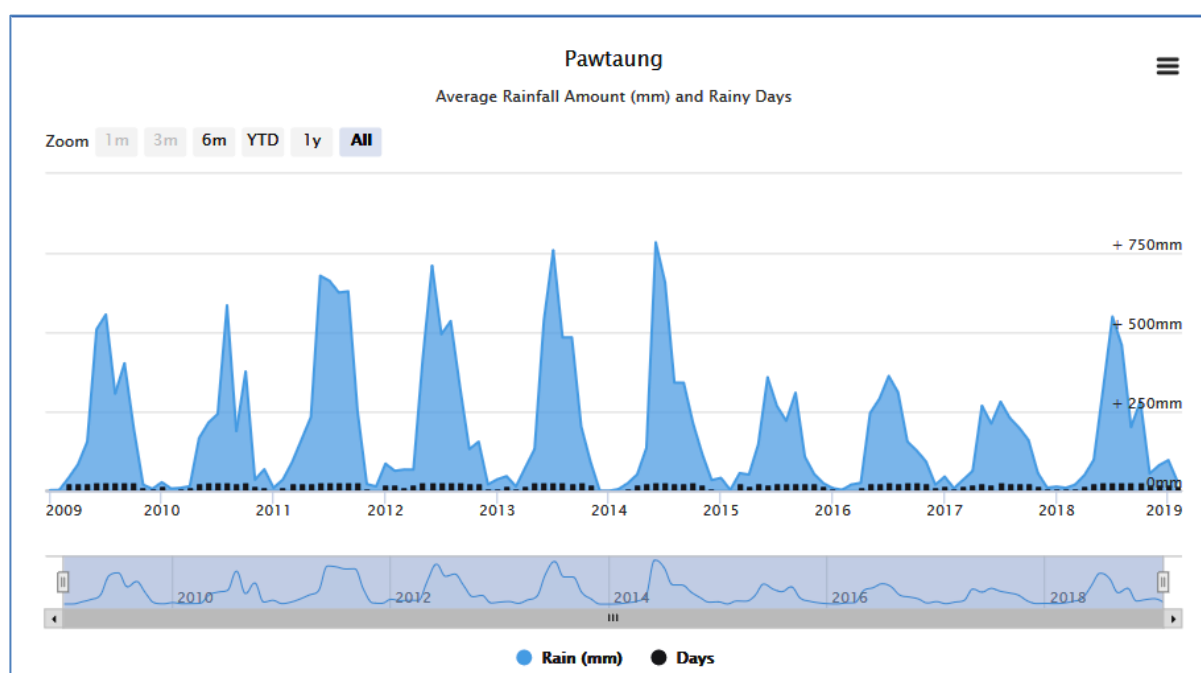 Pawtaung
Average Rainfall Amount (mm) and Rainy Days
Zoom 1m 3m 6m YTD 1y All
+ 750mm
+ 500mm
+ 250mm
0mm
2009 2010 2011 2012 2013 2014 2015 2016 2017 2018 2019
2010 2012 2014 2016 2018
Rain (mm) Days